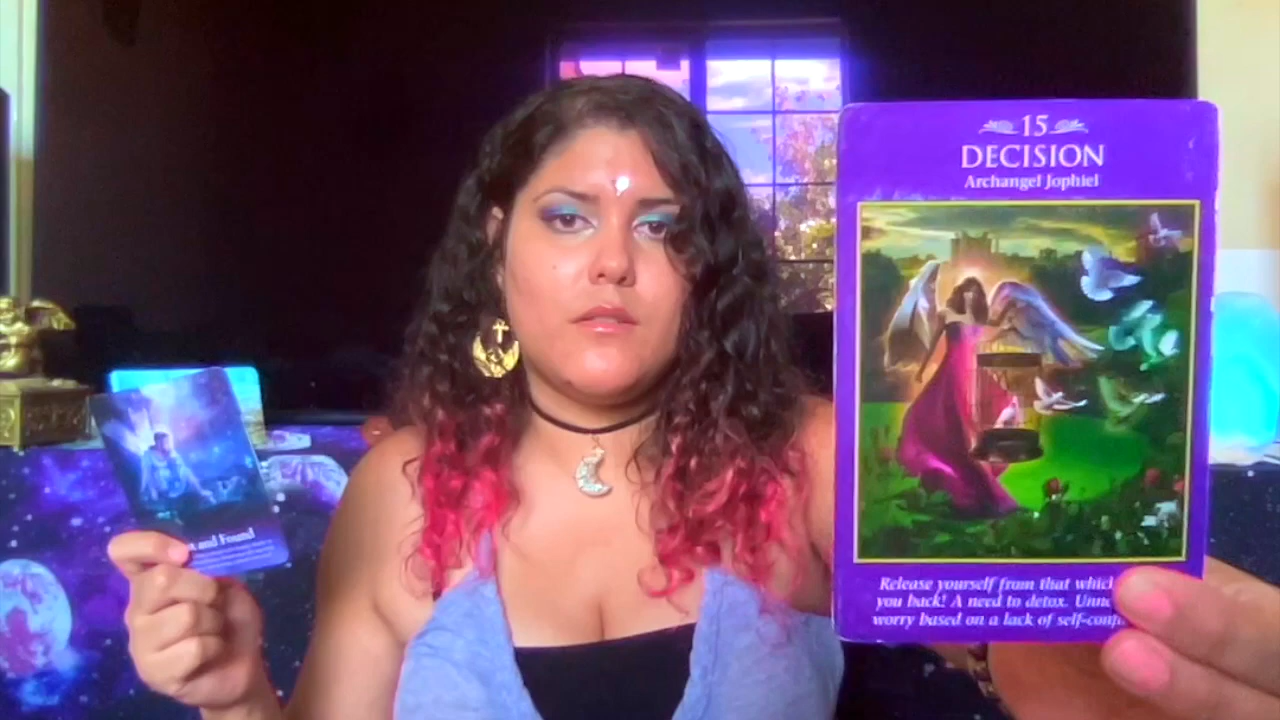 15
DECISION
Archangel Jophiel
Release yourself from that which
you back! A need to detox.
worry based on a lack of
and Found